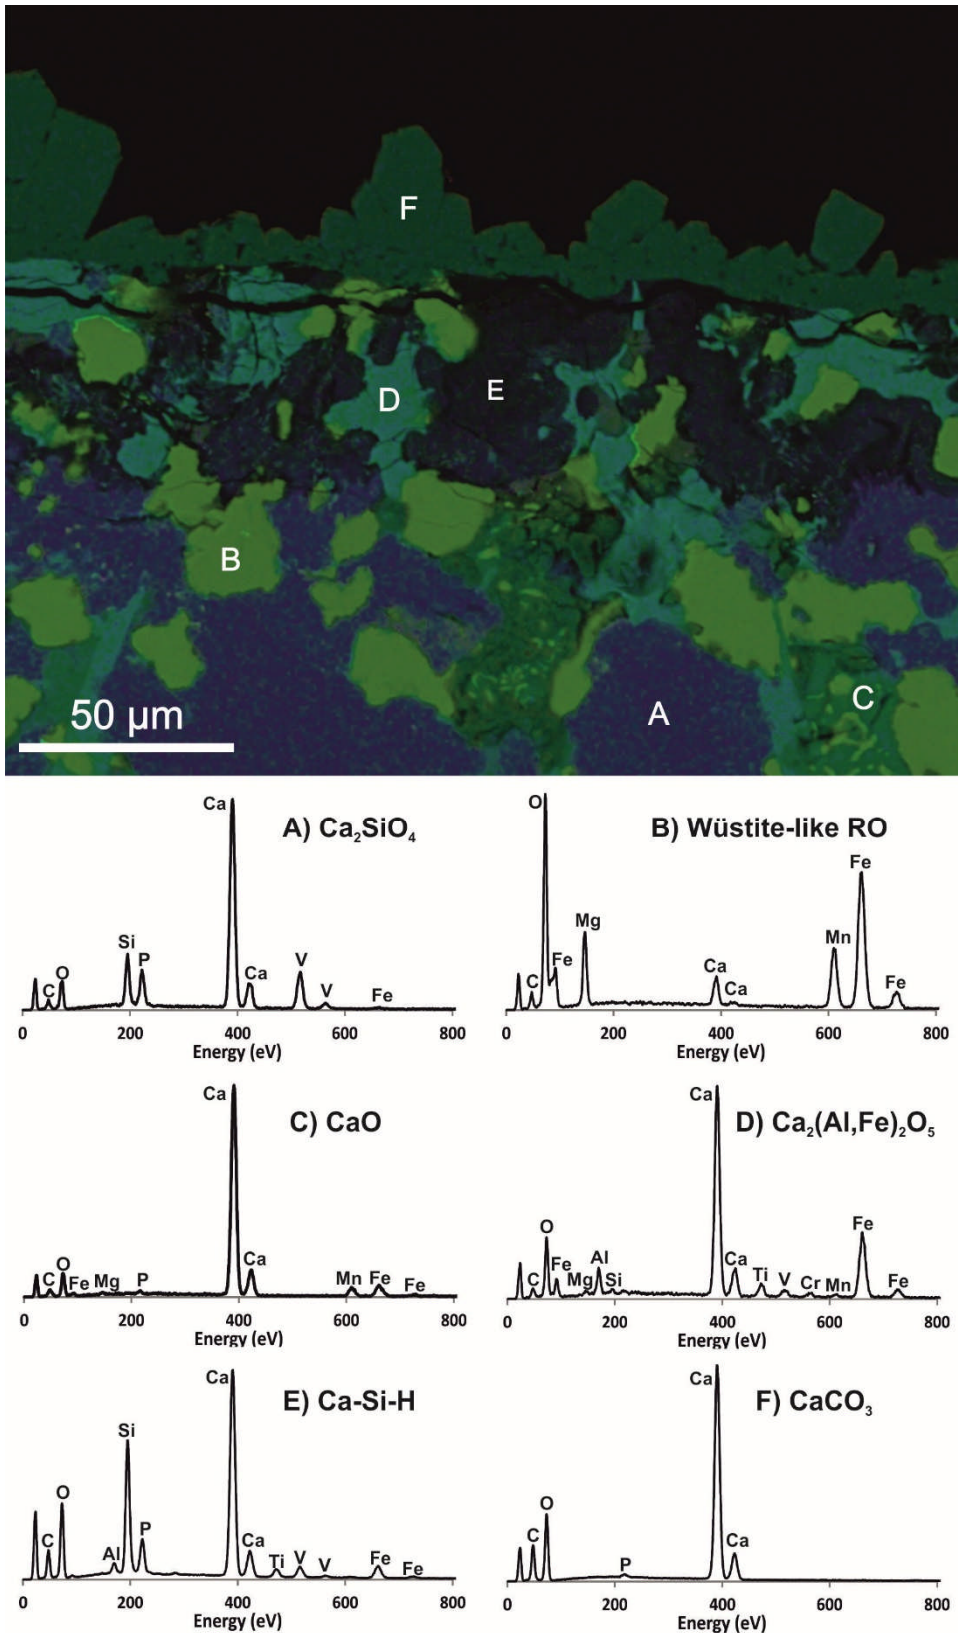 F
D
E
B
A
C
50 µm
A) Ca₂SiO₄
Ca
Si
P
O
C
Ca
V
V
Fe
0 200 400 600 800
Energy (eV)
B) Wüstite-like RO
O
Fe
Mg
Mn
Fe
C
Ca
Ca
Fe
0 200 400 600 800
Energy (eV)
C) CaO
Ca
O
C
Fe
Mg
P
Ca
Mn
Fe
Fe
0 200 400 600 800
Energy (eV)
D) Ca₂(Al,Fe)₂O₅
Ca
O
C
Fe
Mg
Al
Si
Ca
Ti
V
Cr
Mn
Fe
Fe
0 200 400 600 800
Energy (eV)
E) Ca-Si-H
Ca
Si
O
C
Al
P
Ca
Ti
V
V
Fe
Fe
0 200 400 600 800
Energy (eV)
F) CaCO₃
Ca
O
C
P
Ca
0 200 400 600 800
Energy (eV)